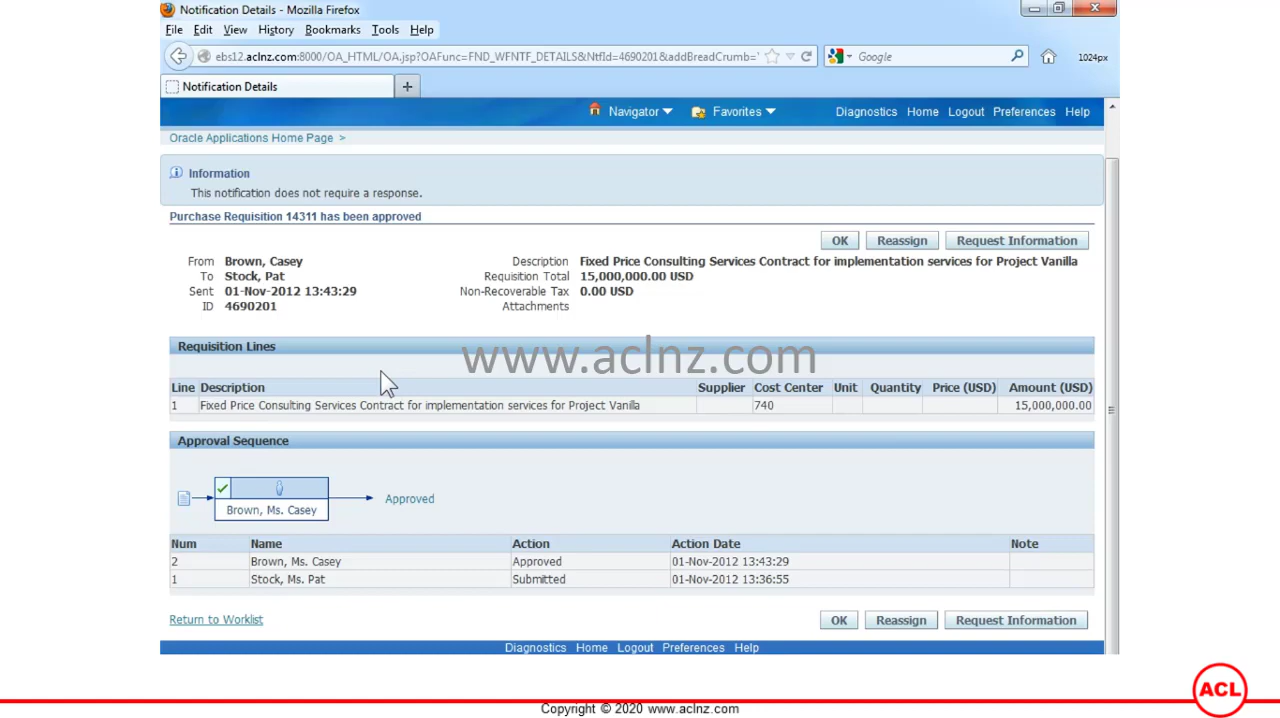 Notification Details - Mozilla Firefox
File Edit View History Bookmarks Tools Help
ebs12.aclnz.com:8000/OA_HTML/OA.jsp?OAFunc=FND_WFNTF_DETAILS&NtfId=4690201&addBreadCrumb=' Google 1024px
Notification Details +
Navigator Favorites Diagnostics Home Logout Preferences Help
Oracle Applications Home Page >
Information
This notification does not require a response.
Purchase Requisition 14311 has been approved
OK Reassign Request Information
From Brown, Casey Description Fixed Price Consulting Services Contract for implementation services for Project Vanilla
To Stock, Pat Requisition Total 15,000,000.00 USD
Sent 01-Nov-2012 13:43:29 Non-Recoverable Tax 0.00 USD
ID 4690201 Attachments
Requisition Lines
www.aclnz.com
Line Description Supplier Cost Center Unit Quantity Price (USD) Amount (USD)
1 Fixed Price Consulting Services Contract for implementation services for Project Vanilla 740 15,000,000.00
Approval Sequence
Brown, Ms. Casey Approved
Num Name Action Action Date Note
2 Brown, Ms. Casey Approved 01-Nov-2012 13:43:29
1 Stock, Ms. Pat Submitted 01-Nov-2012 13:36:55
Return to Worklist OK Reassign Request Information
Diagnostics Home Logout Preferences Help
ACL
Copyright © 2020 www.aclnz.com